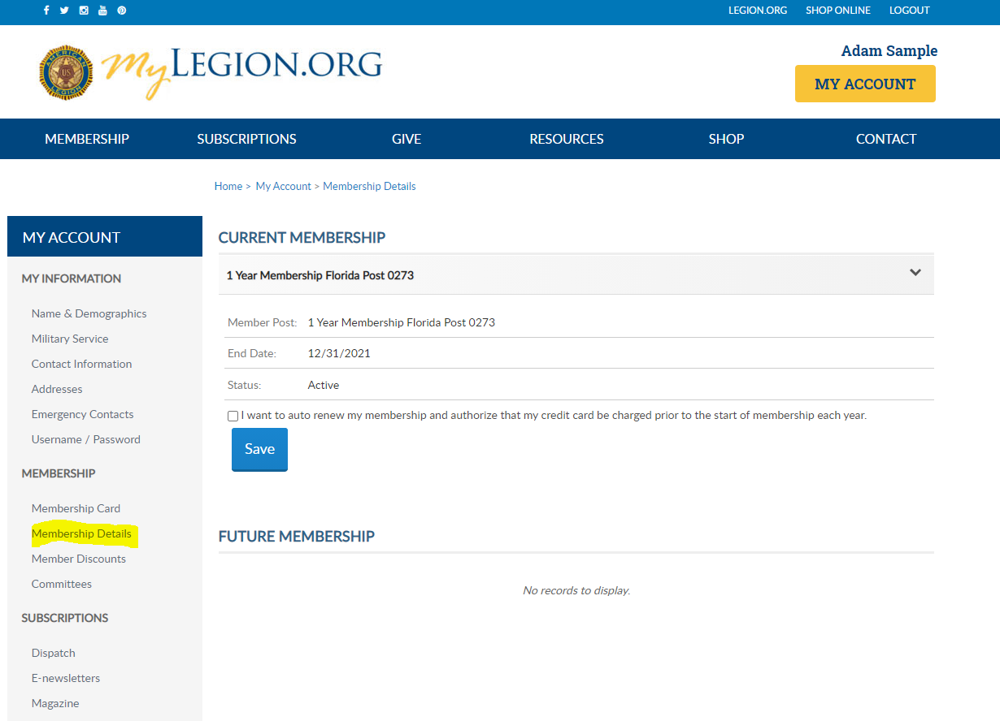 LEGION.ORG SHOP ONLINE LOGOUT
AMERICAN LEGION US
MyLEGION.ORG
Adam Sample
MY ACCOUNT
MEMBERSHIP SUBSCRIPTIONS GIVE RESOURCES SHOP CONTACT
Home > My Account > Membership Details
MY ACCOUNT
MY INFORMATION
Name & Demographics
Military Service
Contact Information
Addresses
Emergency Contacts
Username / Password
MEMBERSHIP
Membership Card
Membership Details
Member Discounts
Committees
SUBSCRIPTIONS
Dispatch
E-newsletters
Magazine
CURRENT MEMBERSHIP
1 Year Membership Florida Post 0273
Member Post: 1 Year Membership Florida Post 0273
End Date: 12/31/2021
Status: Active
I want to auto renew my membership and authorize that my credit card be charged prior to the start of membership each year.
Save
FUTURE MEMBERSHIP
No records to display.